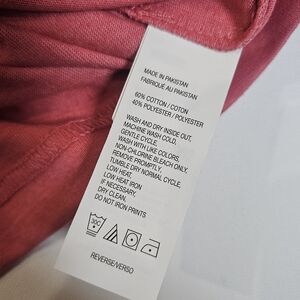 MADE IN PAKISTAN
FABRIQUÉ AU PAKISTAN
60% COTTON / COTON
40% POLYESTER / POLYESTER
WASH AND DRY INSIDE OUT,
MACHINE WASH COLD,
GENTLE CYCLE,
WASH WITH LIKE COLORS,
NON-CHLORINE BLEACH ONLY,
REMOVE PROMPTLY,
TUMBLE DRY NORMAL CYCLE,
LOW HEAT,
LOW HEAT IRON
IF NECESSARY,
DRY CLEAN,
DO NOT IRON PRINTS
30C
REVERSE/VERSO